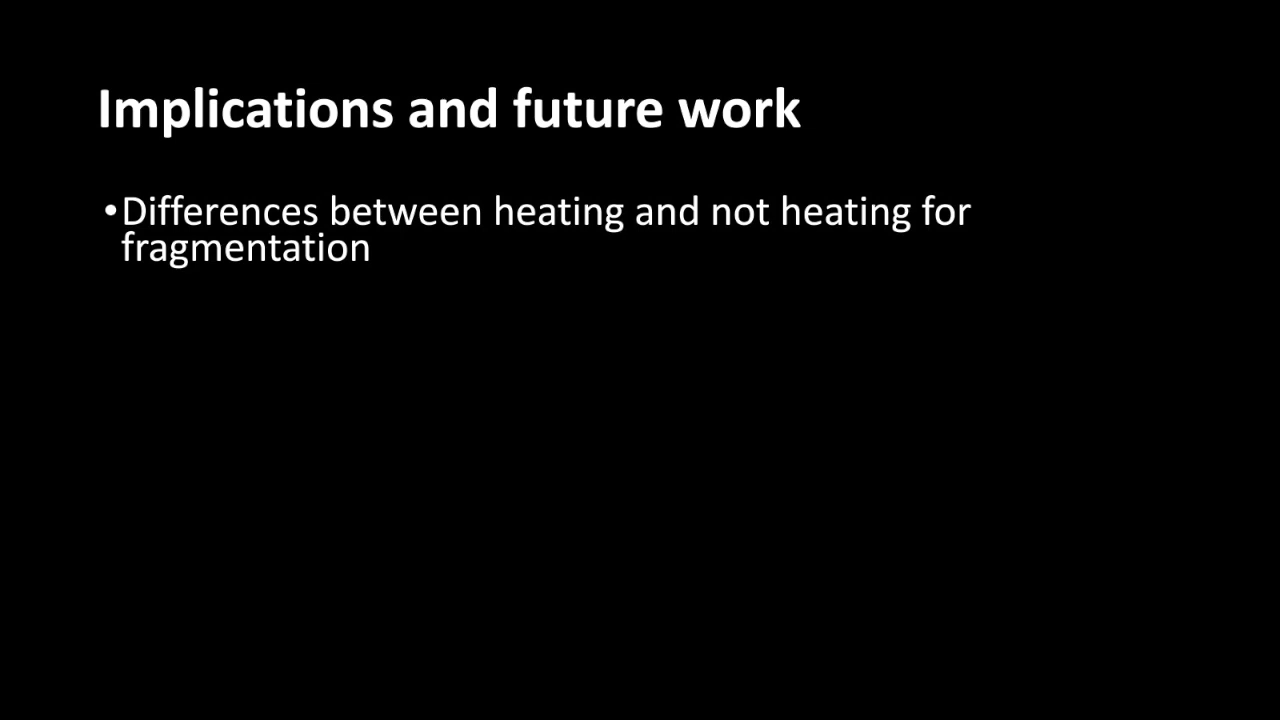 Implications and future work
•Differences between heating and not heating for
fragmentation